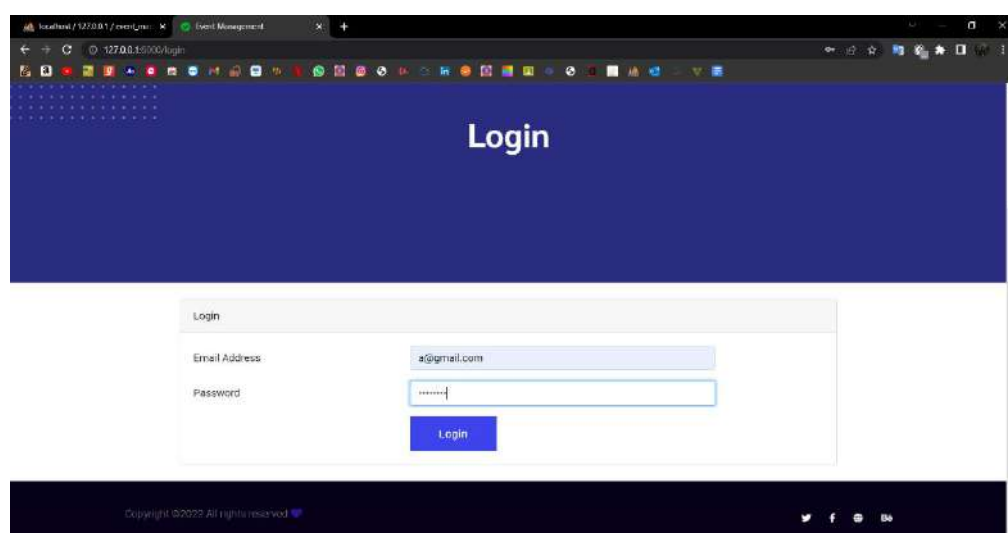 localhost / 127.0.0.1 / event_ma
Event Management
127.0.0.1:5000/login
Login
Login
Email Address
a@gmail.com
Password
Login
Copyright ©2022 All rights reserved